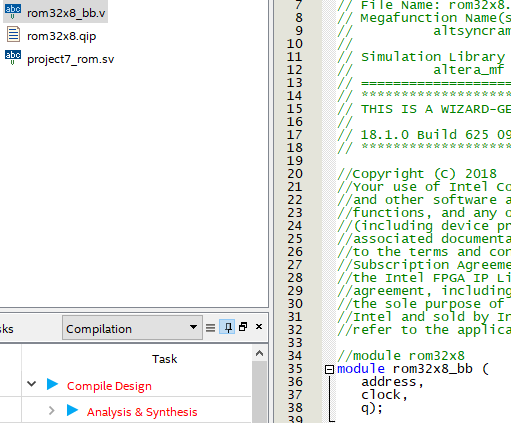 rom32x8_bb.v
rom32x8.qip
project7_rom.sv
sks
Compilation
Task
Compile Design
Analysis & Synthesis
7 // File Name: rom32x8.
8 // Megafunction Name(s
9 // altsyncram
10 //
11 // Simulation Library
12 // altera_mf
13 // ======================
14 // **********************
15 // THIS IS A WIZARD-GE
16 //
17 // 18.1.0 Build 625 09
18 // **********************
19
20 //Copyright (C) 2018
21 //Your use of Intel Co
22 //and other software a
23 //functions, and any o
24 //(including device pr
25 //associated documenta
26 //to the terms and con
27 //Subscription Agreeme
28 //the Intel FPGA IP Li
29 //agreement, including
30 //the sole purpose of
31 //Intel and sold by In
32 //refer to the applica
33
34 //module rom32x8
35 module rom32x8_bb (
36 address,
37 clock,
38 q);
39